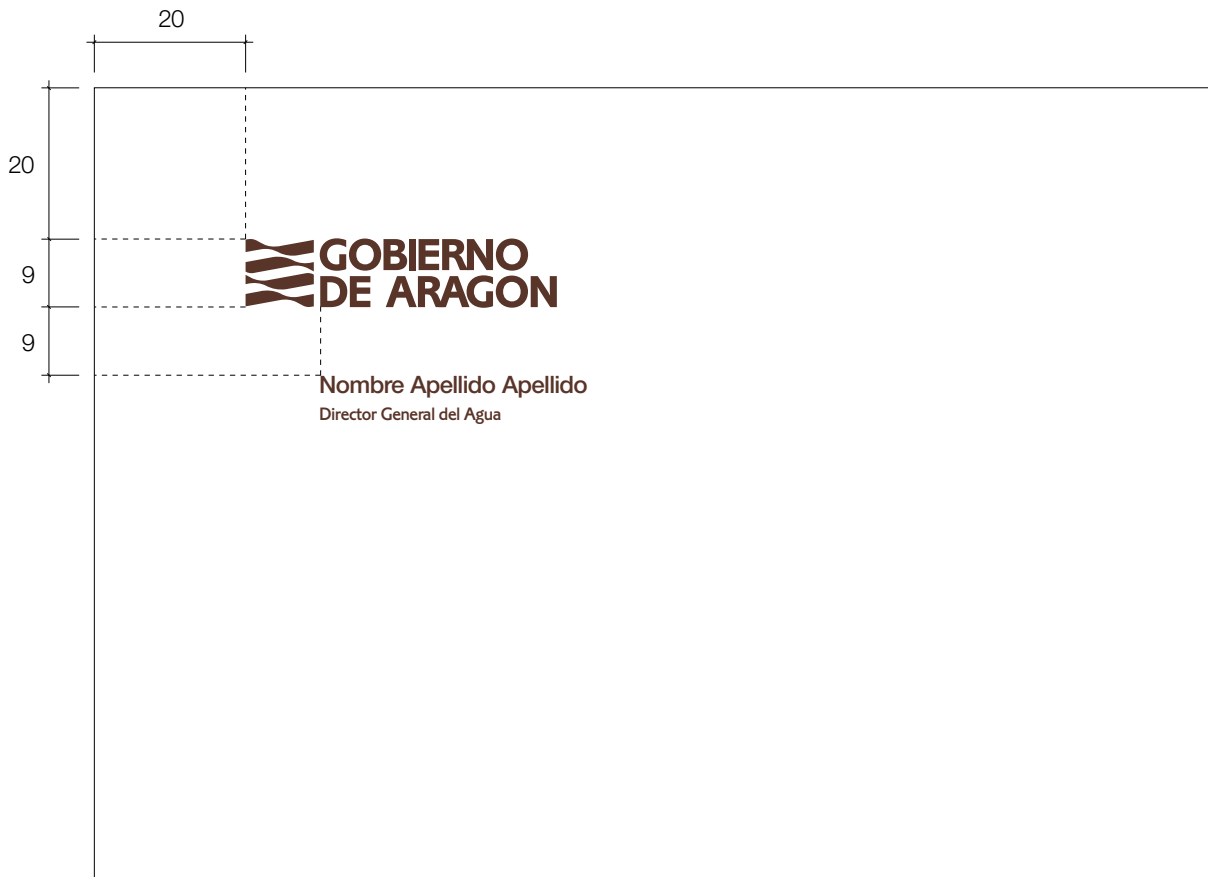 20
20
GOBIERNO
9
DE ARAGON
9
Nombre Apellido Apellido
Director General del Agua